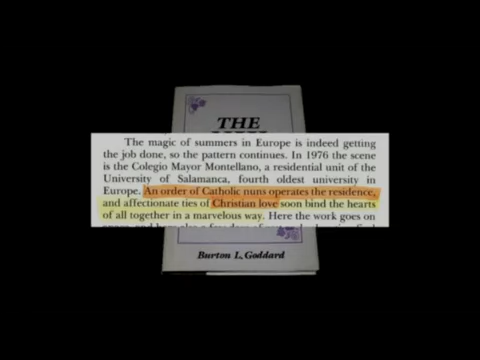 THE
The magic of summers in Europe is indeed getting
the job done, so the pattern continues. In 1976 the scene
is the Colegio Mayor Montellano, a residential unit of the
University of Salamanca, fourth oldest university in
Europe. An order of Catholic nuns operates the residence,
and affectionate ties of Christian love soon bind the hearts
of all together in a marvelous way. Here the work goes on
Burton L. Goddard